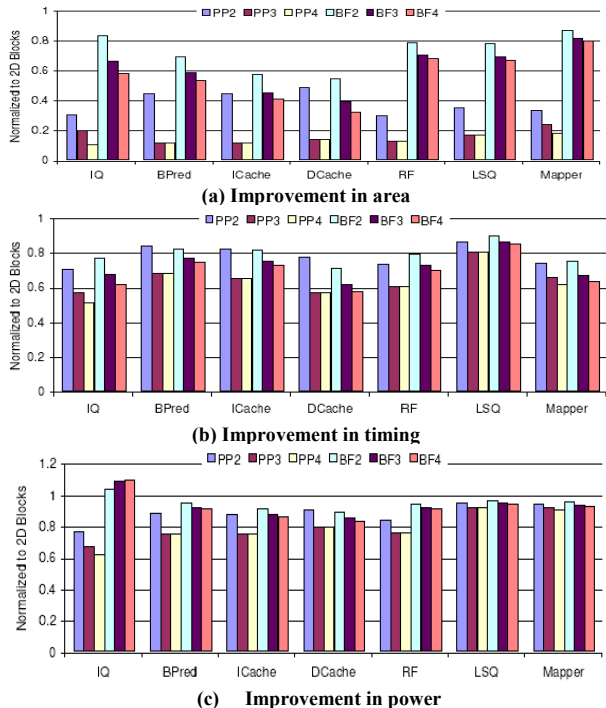 PP2 PP3 PP4 BF2 BF3 BF4
Normalized to 2D Blocks
1
0.8
0.6
0.4
0.2
0
IQ BPred ICache DCache RF LSQ Mapper
(a) Improvement in area
PP2 PP3 PP4 BF2 BF3 BF4
Normalized to 2D Blocks
1
0.8
0.6
0.4
0.2
0
IQ BPred ICache DCache RF LSQ Mapper
(b) Improvement in timing
PP2 PP3 PP4 BF2 BF3 BF4
Normalized to 2D Blocks
1.2
1
0.8
0.6
0.4
0.2
0
IQ BPred ICache DCache RF LSQ Mapper
(c) Improvement in power